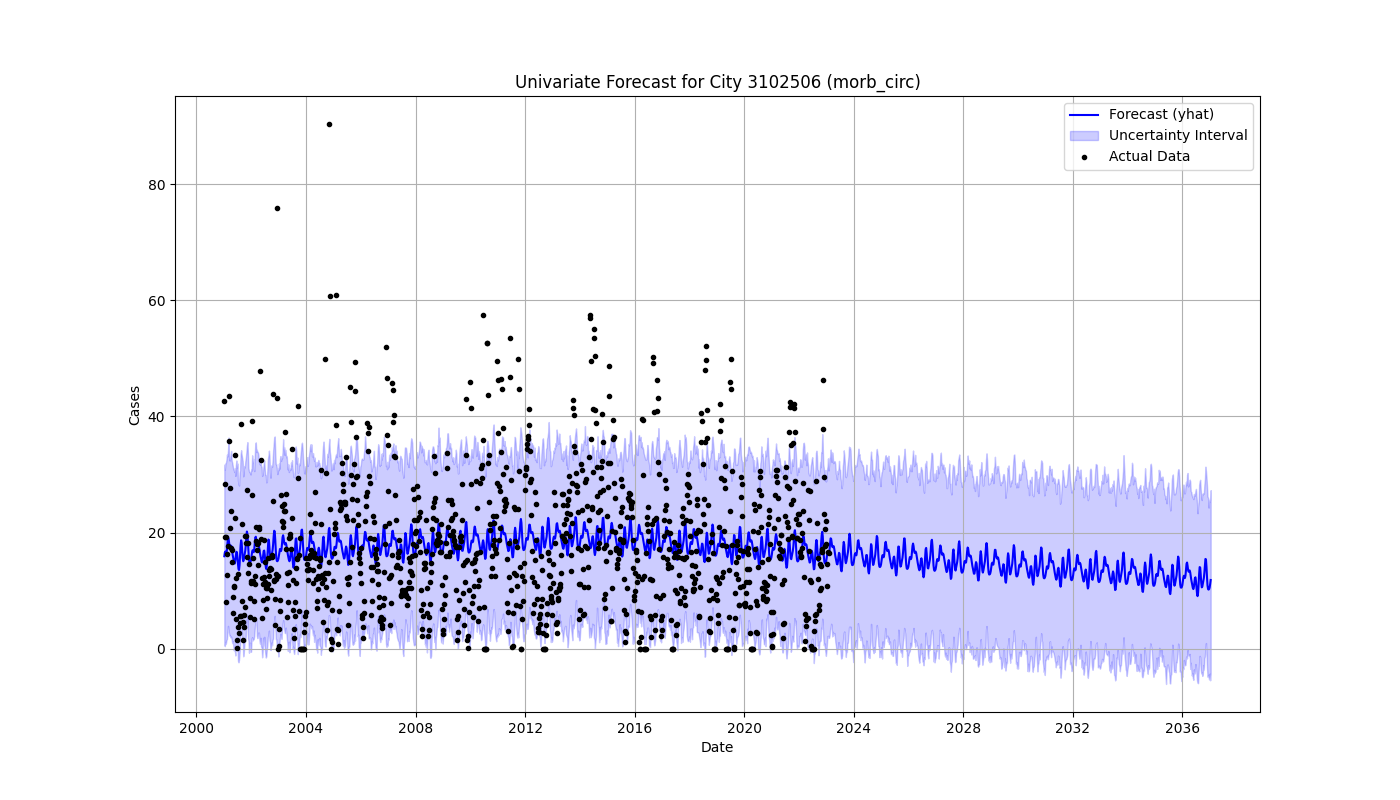 Univariate Forecast for City 3102506 (morb_circ)
Forecast (yhat)
Uncertainty Interval
Actual Data
Cases
80
60
40
20
0
2000 2004 2008 2012 2016 2020 2024 2028 2032 2036
Date